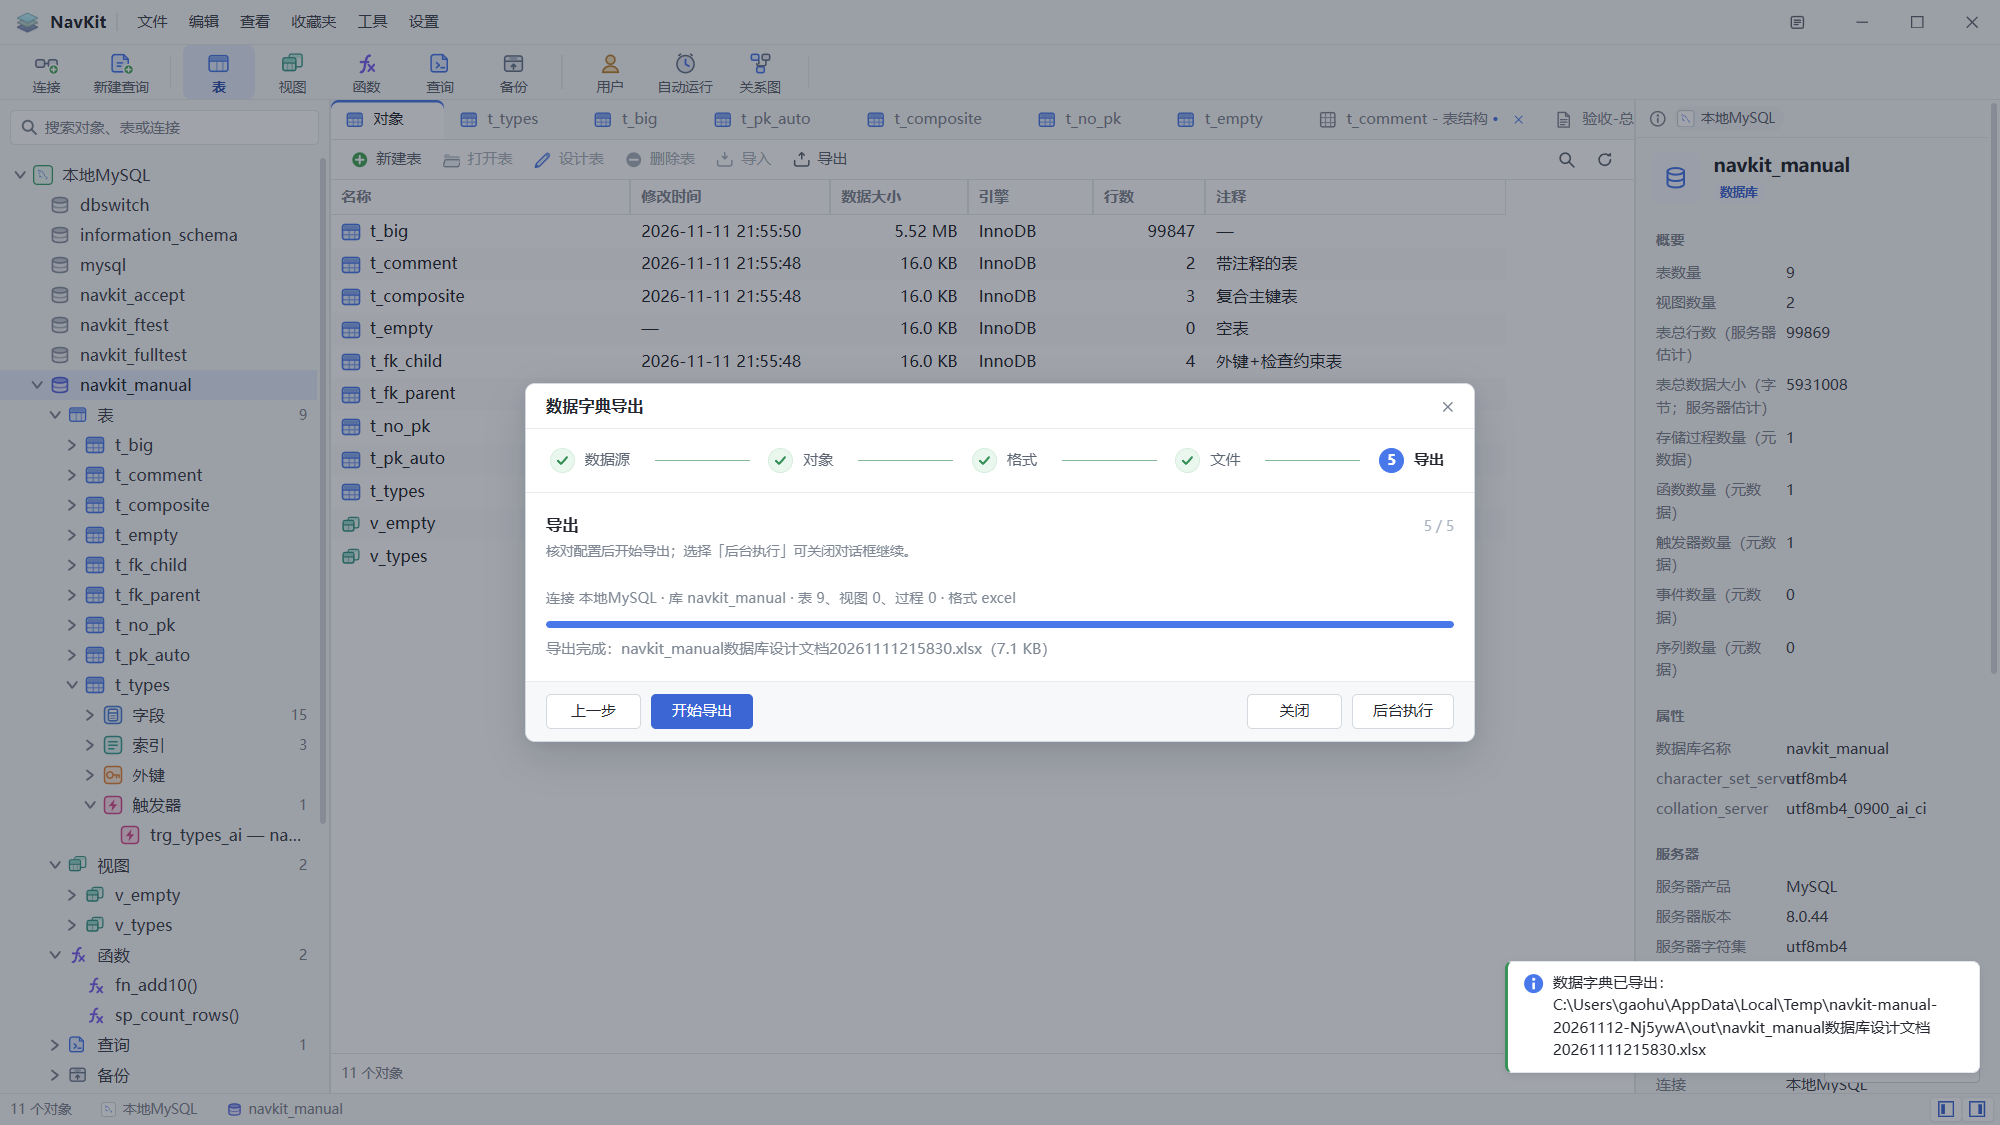 NavKit 文件 编辑 查看 收藏夹 工具 设置
连接 新建查询 表 视图 函数 查询 备份 用户 自动运行 关系图
搜索对象、表或连接
本地MySQL
dbswitch
information_schema
mysql
navkit_accept
navkit_ftest
navkit_fulltest
navkit_manual
表 9
t_big
t_comment
t_composite
t_empty
t_fk_child
t_fk_parent
t_no_pk
t_pk_auto
t_types
字段 15
索引 3
外键
触发器 1
trg_types_ai — na...
视图 2
v_empty
v_types
函数 2
fn_add10()
sp_count_rows()
查询 1
备份
对象 t_types t_big t_pk_auto t_composite t_no_pk t_empty t_comment - 表结构 • 验收-总
新建表 打开表 设计表 删除表 导入 导出
名称 修改时间 数据大小 引擎 行数 注释
t_big 2026-11-11 21:55:50 5.52 MB InnoDB 99847 —
t_comment 2026-11-11 21:55:48 16.0 KB InnoDB 2 带注释的表
t_composite 2026-11-11 21:55:48 16.0 KB InnoDB 3 复合主键表
t_empty — 16.0 KB InnoDB 0 空表
t_fk_child 2026-11-11 21:55:48 16.0 KB InnoDB 4 外键+检查约束表
t_fk_parent
t_no_pk
t_pk_auto
t_types
v_empty
v_types
11 个对象
数据字典导出
数据源 对象 格式 文件 5 导出
导出 5 / 5
核对配置后开始导出；选择「后台执行」可关闭对话框继续。
连接 本地MySQL · 库 navkit_manual · 表 9、视图 0、过程 0 · 格式 excel
导出完成：navkit_manual数据库设计文档20261111215830.xlsx（7.1 KB）
上一步 开始导出 关闭 后台执行
本地MySQL
navkit_manual
数据库
概要
表数量 9
视图数量 2
表总行数（服务器 99869
估计）
表总数据大小（字 5931008
节；服务器估计）
存储过程数量（元 1
数据）
函数数量（元数 1
据）
触发器数量（元数 1
据）
事件数量（元数 0
据）
序列数量（元数 0
据）
属性
数据库名称 navkit_manual
character_set_serv utf8mb4
collation_server utf8mb4_0900_ai_ci
服务器
服务器产品 MySQL
服务器版本 8.0.44
服务器字符集 utf8mb4
连接 本地MySQL
数据字典已导出：
C:\Users\gaohu\AppData\Local\Temp\navkit-manual-
20261112-Nj5ywA\out\navkit_manual数据库设计文档
20261111215830.xlsx
11 个对象 本地MySQL navkit_manual